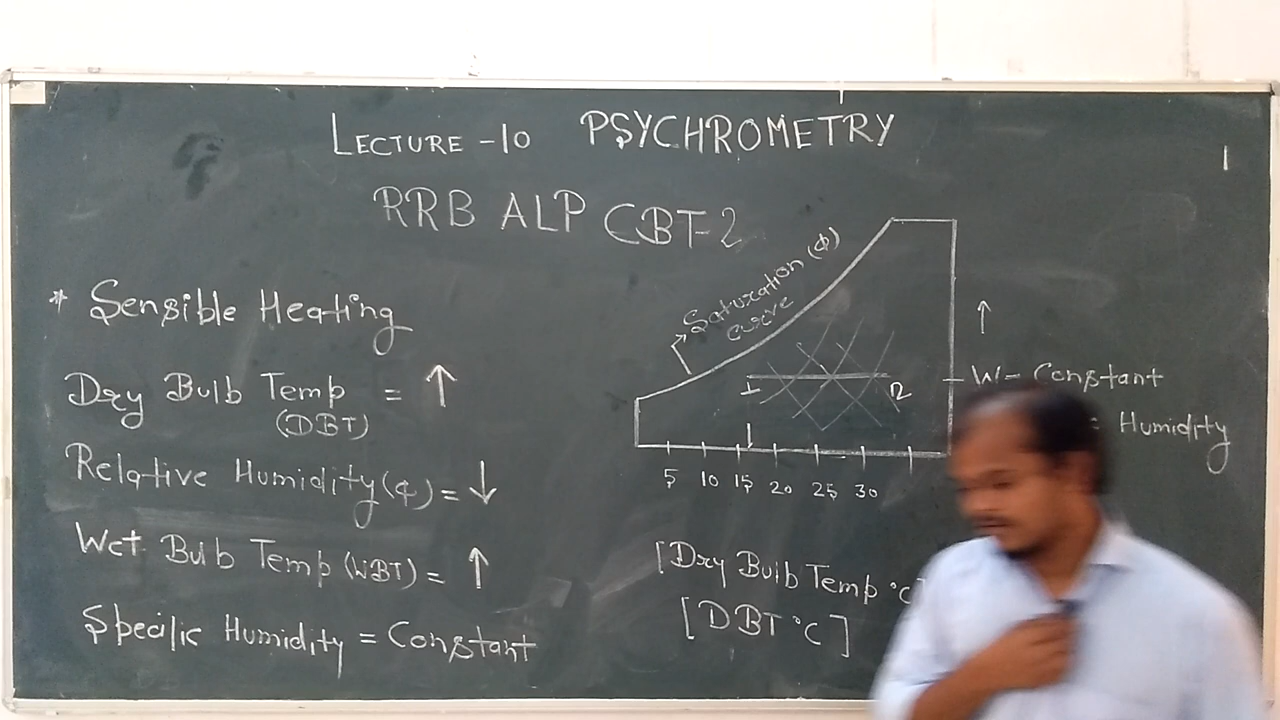 LECTURE -10 PSYCHROMETRY
RRB ALP CBT-2
* Sensible Heating
Dry Bulb Temp = ↑
(DBT)
Relative Humidity (φ) = ↓
Wet Bulb Temp (WBT) = ↑
Specific Humidity = Constant
Saturation (φ)
curve
↑
W = Constant
= Humidity
1 2
5 10 15 20 25 30
[Dry Bulb Temp °C
[DBT °C]
1